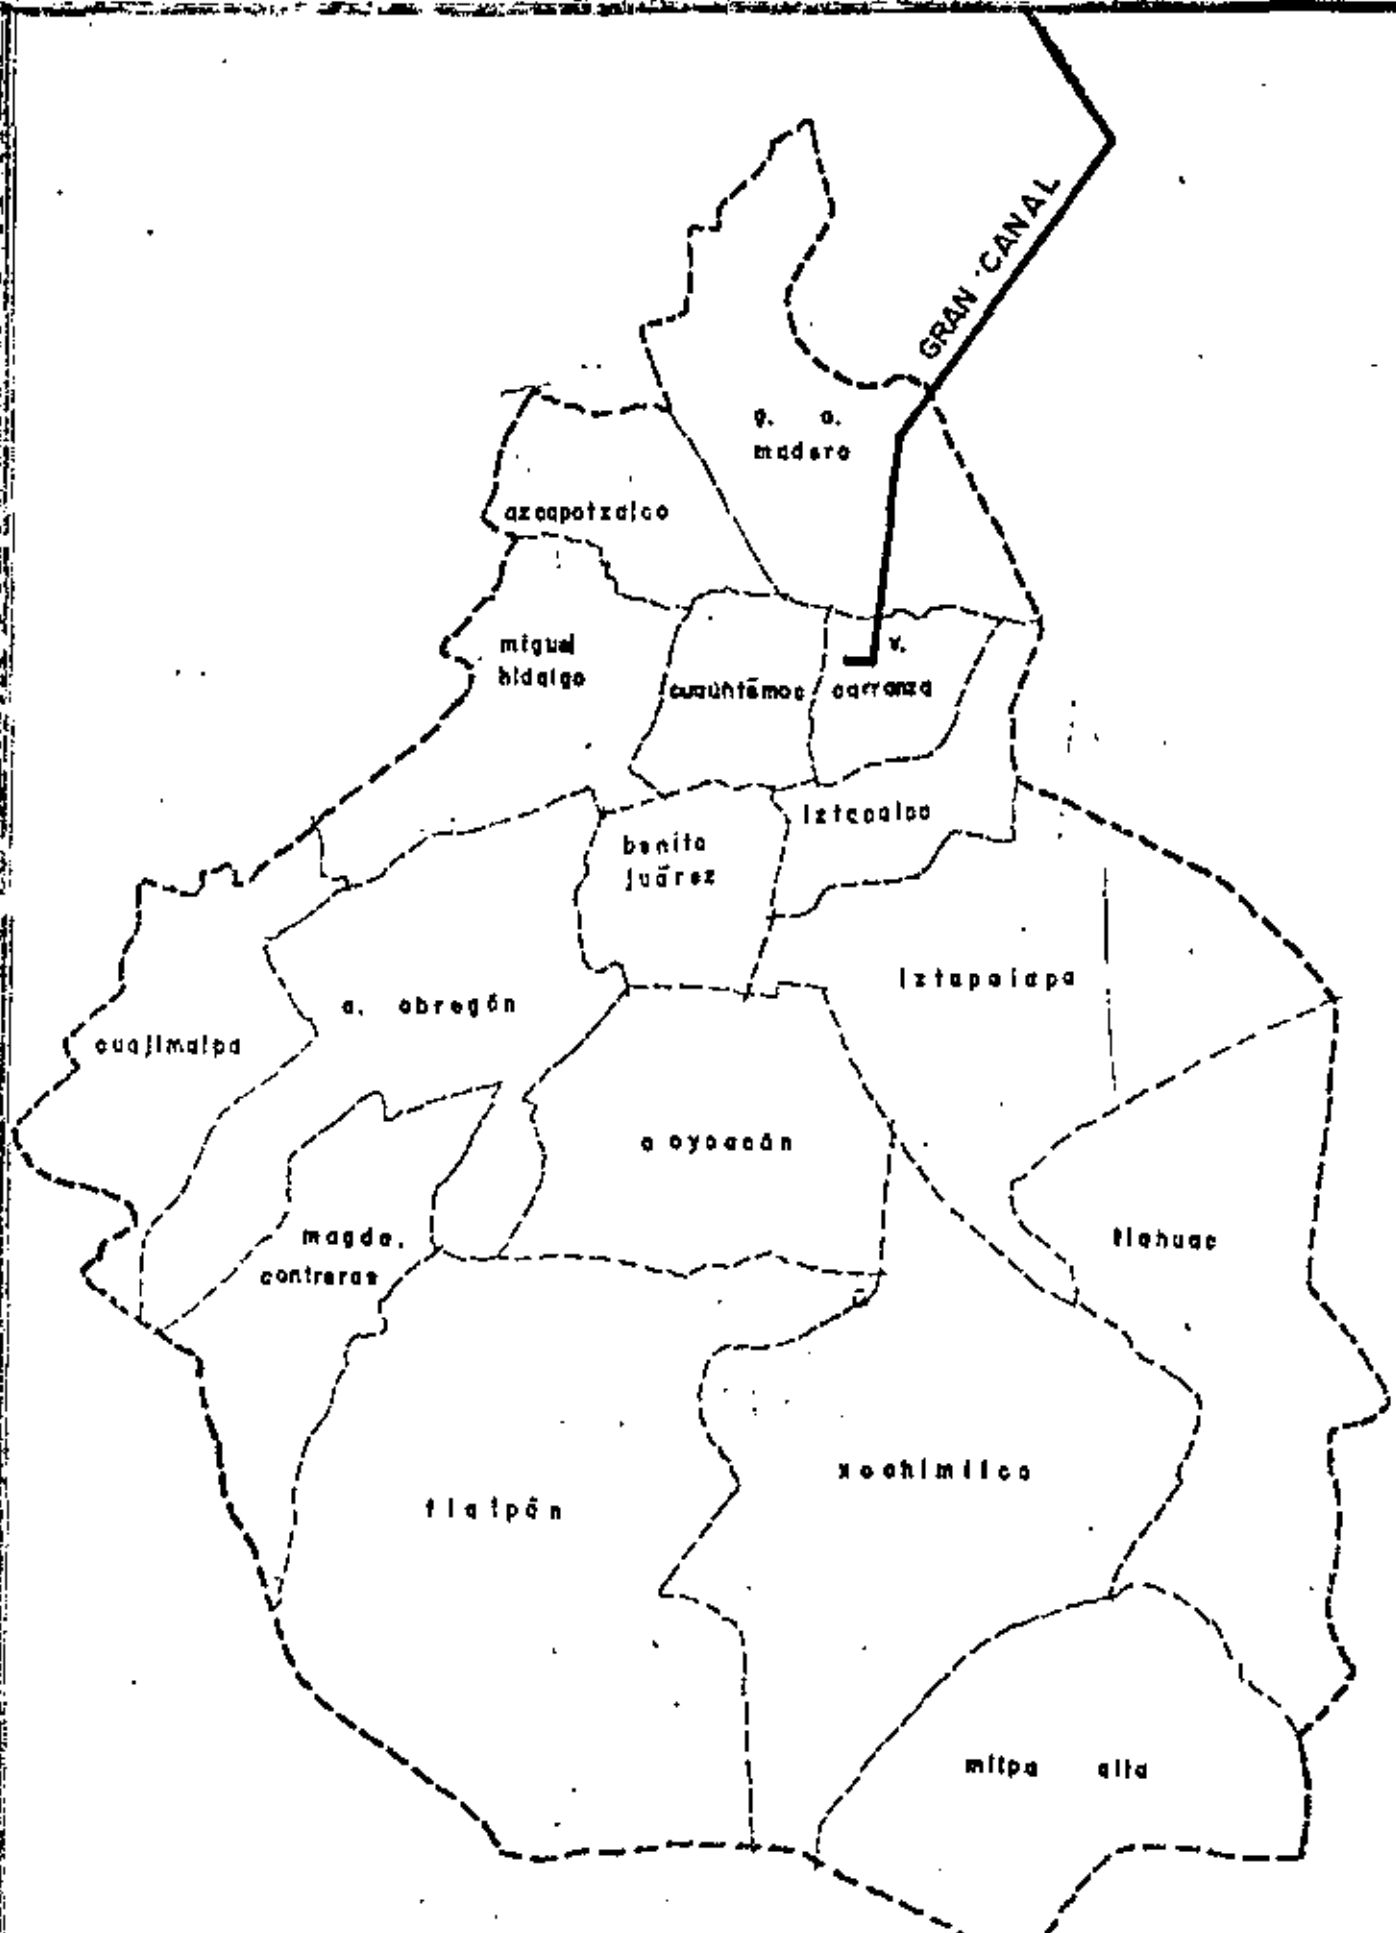 GRAN CANAL
g. a.
madero
azcapotzalco
miguel
hidalgo
v.
cuauhtémoc
carranza
iztacalco
benito
juárez
iztapalapa
a. obregón
cuajimalpa
coyoacán
magda.
contreras
tlahuac
xochimilco
tlalpán
milpa alta